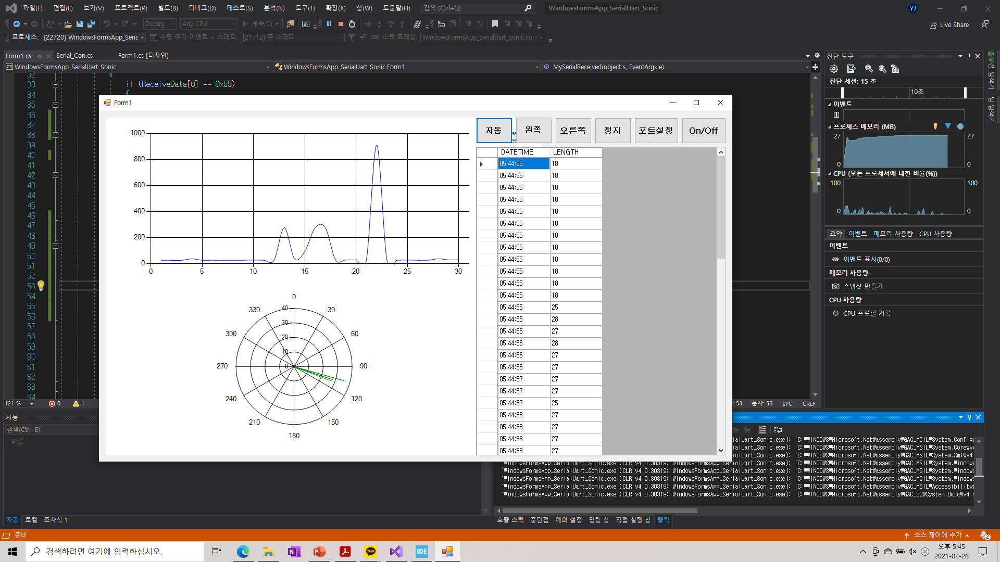 파일(F) 편집(E) 보기(V) 프로젝트(P) 빌드(B) 디버그(D) 테스트(S) 분석(N) 도구(T) 확장(X) 창(W) 도움말(H) 검색 (Ctrl+Q) WindowsFormsApp_SerialUart_Sonic YJ
Debug Any CPU 계속(C) Live Share
프로세스: [22720] WindowsFormsApp_Seria 수명 주기 이벤트 스레드: [21712] 주 스레드 스택 프레임: WindowsFormsApp_SerialUart_Sonic.Forr
Form1.cs Serial_Con.cs Form1.cs [디자인]
WindowsFormsApp_SerialUart_Sonic WindowsFormsApp_SerialUart_Sonic.Form1 MySerialReceived(object s, EventArgs e)
32 {
33 if (ReceiveData[0] == 0x55)
34 {
35
36
37
38
39
40
41
42
43
44
45
46
47
48
49
50
51
52
53
54
55
56
57
58
59
60
61
62
63
64
121 % 0 1 : 53 문자: 56 SPC CRLF
Form1
자동 왼쪽 오른쪽 정지 포트설정 On/Off
1000
800
600
400
200
0
0 5 10 15 20 25 30
0
330 30
300 60
270 90
240 120
210 150
180
40
30
20
10
0
DATETIME LENGTH
05:44:55 18
05:44:55 18
05:44:55 18
05:44:55 18
05:44:55 18
05:44:55 18
05:44:55 18
05:44:55 18
05:44:55 18
05:44:55 18
05:44:55 18
05:44:55 18
05:44:55 25
05:44:55 28
05:44:55 27
05:44:56 28
05:44:56 27
05:44:56 27
05:44:57 27
05:44:57 27
05:44:57 25
05:44:58 27
05:44:58 27
05:44:58 27
05:44:58 27
진단 도구
진단 세션: 15 초
10초
이벤트
프로세스 메모리 (MB)
27 27
0 0
CPU (모든 프로세서에 대한 비율(%))
100 100
0 0
요약 이벤트 메모리 사용량 CPU 사용량
이벤트
이벤트 표시(0/0)
메모리 사용량
스냅샷 만들기
CPU 사용량
CPU 프로필 기록
솔루션 탐색기
팀 탐색기
자동
검색(Ctrl+E)
이름
자동 로컬 조사식 1
ialUart_Sonic.exe): 'C:₩WINDOWS₩Microsoft.Net₩assembly₩GAC_MSIL₩System.Configu
ialUart_Sonic.exe): 'C:₩WINDOWS₩Microsoft.Net₩assembly₩GAC_MSIL₩System.Core₩v4
ialUart_Sonic.exe): 'C:₩WINDOWS₩Microsoft.Net₩assembly₩GAC_MSIL₩System.Xml₩v4
'WindowsFormsApp_SerialUart_Sonic.exe'(CLR v4.0.30319: WindowsFormsApp_SerialUart_Sonic.exe): 'C:₩WINDOWS₩Microsoft.Net₩assembly₩GAC_MSIL₩System.Windows
'WindowsFormsApp_SerialUart_Sonic.exe'(CLR v4.0.30319: WindowsFormsApp_SerialUart_Sonic.exe): 'C:₩WINDOWS₩Microsoft.Net₩assembly₩GAC_MSIL₩System.Windows
'WindowsFormsApp_SerialUart_Sonic.exe'(CLR v4.0.30319: WindowsFormsApp_SerialUart_Sonic.exe): 'C:₩WINDOWS₩Microsoft.Net₩assembly₩GAC_MSIL₩System.Windows
'WindowsFormsApp_SerialUart_Sonic.exe'(CLR v4.0.30319: WindowsFormsApp_SerialUart_Sonic.exe): 'C:₩WINDOWS₩Microsoft.Net₩assembly₩GAC_MSIL₩Accessibility₩
'WindowsFormsApp_SerialUart_Sonic.exe'(CLR v4.0.30319: WindowsFormsApp_SerialUart_Sonic.exe): 'C:₩WINDOWS₩Microsoft.Net₩assembly₩GAC_32₩System.Data₩v4.0
호출 스택 중단점 예외 설정 명령 창 직접 실행 창 출력
준비 소스 제어에 추가 2
검색하려면 여기에 입력하십시오. TALK IDE 오후 5:45
2021-02-28